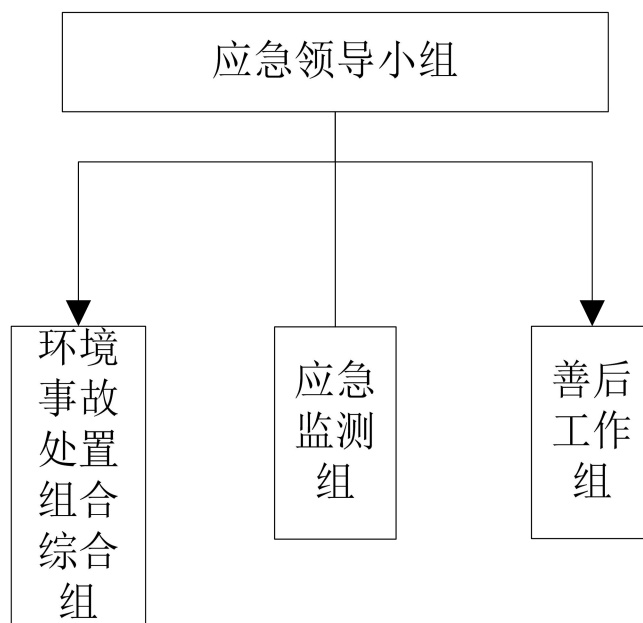 应急领导小组
环境
事故
处置
组合
综合
组
应急
监测
组
善后
工作
组